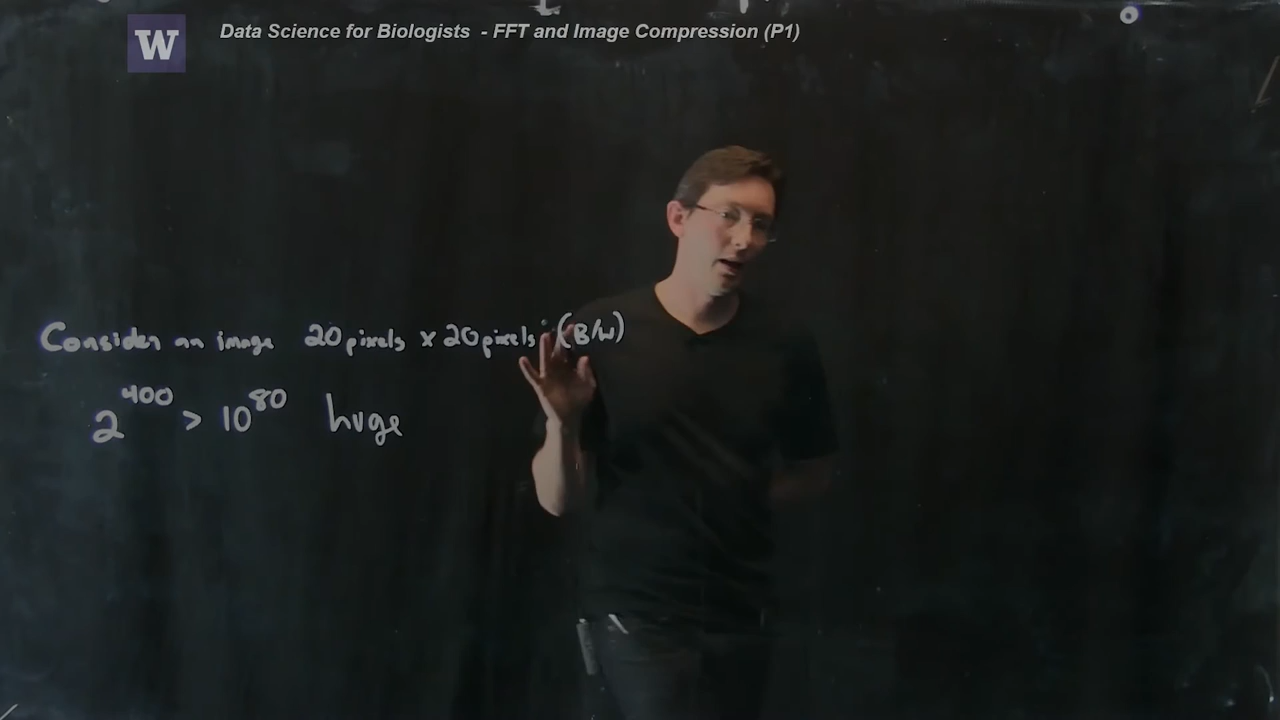 W
Data Science for Biologists - FFT and Image Compression (P1)
Consider an image 20 pixels x 20 pixels (B/W)
2^400 > 10^80 huge